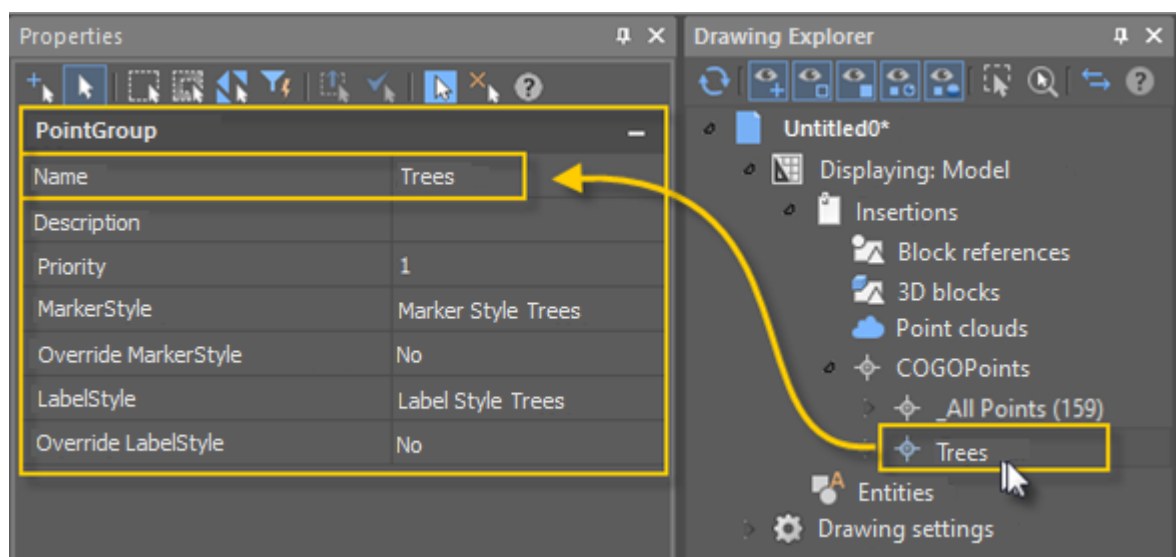 Properties
PointGroup
Name Trees
Description
Priority 1
MarkerStyle Marker Style Trees
Override MarkerStyle No
LabelStyle Label Style Trees
Override LabelStyle No
Drawing Explorer
Untitled0*
Displaying: Model
Insertions
Block references
3D blocks
Point clouds
COGOPoints
_All Points (159)
Trees
Entities
Drawing settings